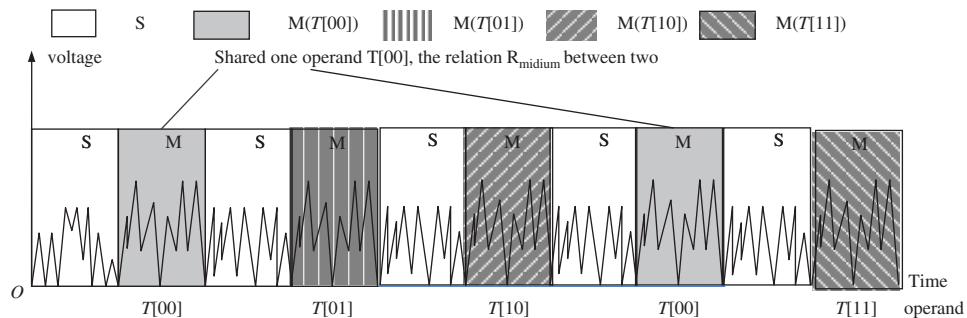 S M(T[00]) M(T[01]) M(T[10]) M(T[11])
voltage Shared one operand T[00], the relation R_midium between two
S M S M S M S M S M
O Time
T[00] T[01] T[10] T[00] T[11] operand